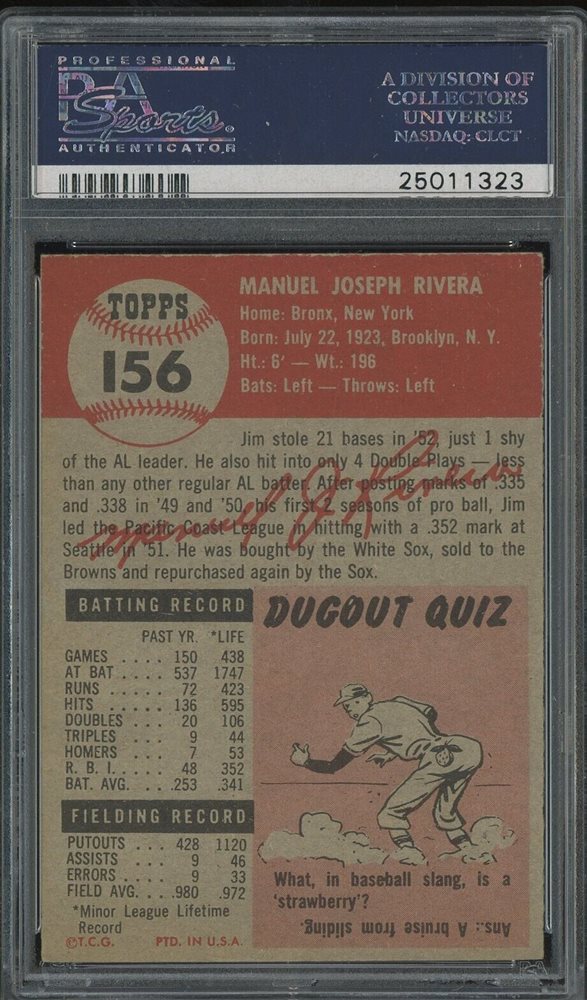 PROFESSIONAL
PSA
Sports
AUTHENTICATOR
A DIVISION OF
COLLECTORS
UNIVERSE
NASDAQ: CLCT
25011323
TOPPS
156
MANUEL JOSEPH RIVERA
Home: Bronx, New York
Born: July 22, 1923, Brooklyn, N. Y.
Ht.: 6' — Wt.: 196
Bats: Left — Throws: Left
Jim stole 21 bases in '52, just 1 shy
of the AL leader. He also hit into only 4 Double Plays — less
than any other regular AL batter. After posting marks of .335
and .338 in '49 and '50, his first 2 seasons of pro ball, Jim
led the Pacific Coast League in hitting with a .352 mark at
Seattle in '51. He was bought by the White Sox, sold to the
Browns and repurchased again by the Sox.
Manuel J Rivera
BATTING RECORD
PAST YR. *LIFE
GAMES .... 150 438
AT BAT .... 537 1747
RUNS .... 72 423
HITS .... 136 595
DOUBLES ... 20 106
TRIPLES ... 9 44
HOMERS ... 7 53
R. B. I. .... 48 352
BAT. AVG. ... .253 .341
FIELDING RECORD
PUTOUTS ... 428 1120
ASSISTS ... 9 46
ERRORS ... 9 33
FIELD AVG. ... .980 .972
*Minor League Lifetime
Record
©T.C.G. PTD. IN U.S.A.
DUGOUT QUIZ
What, in baseball slang, is a
'strawberry'?
Ans.: A bruise from sliding.